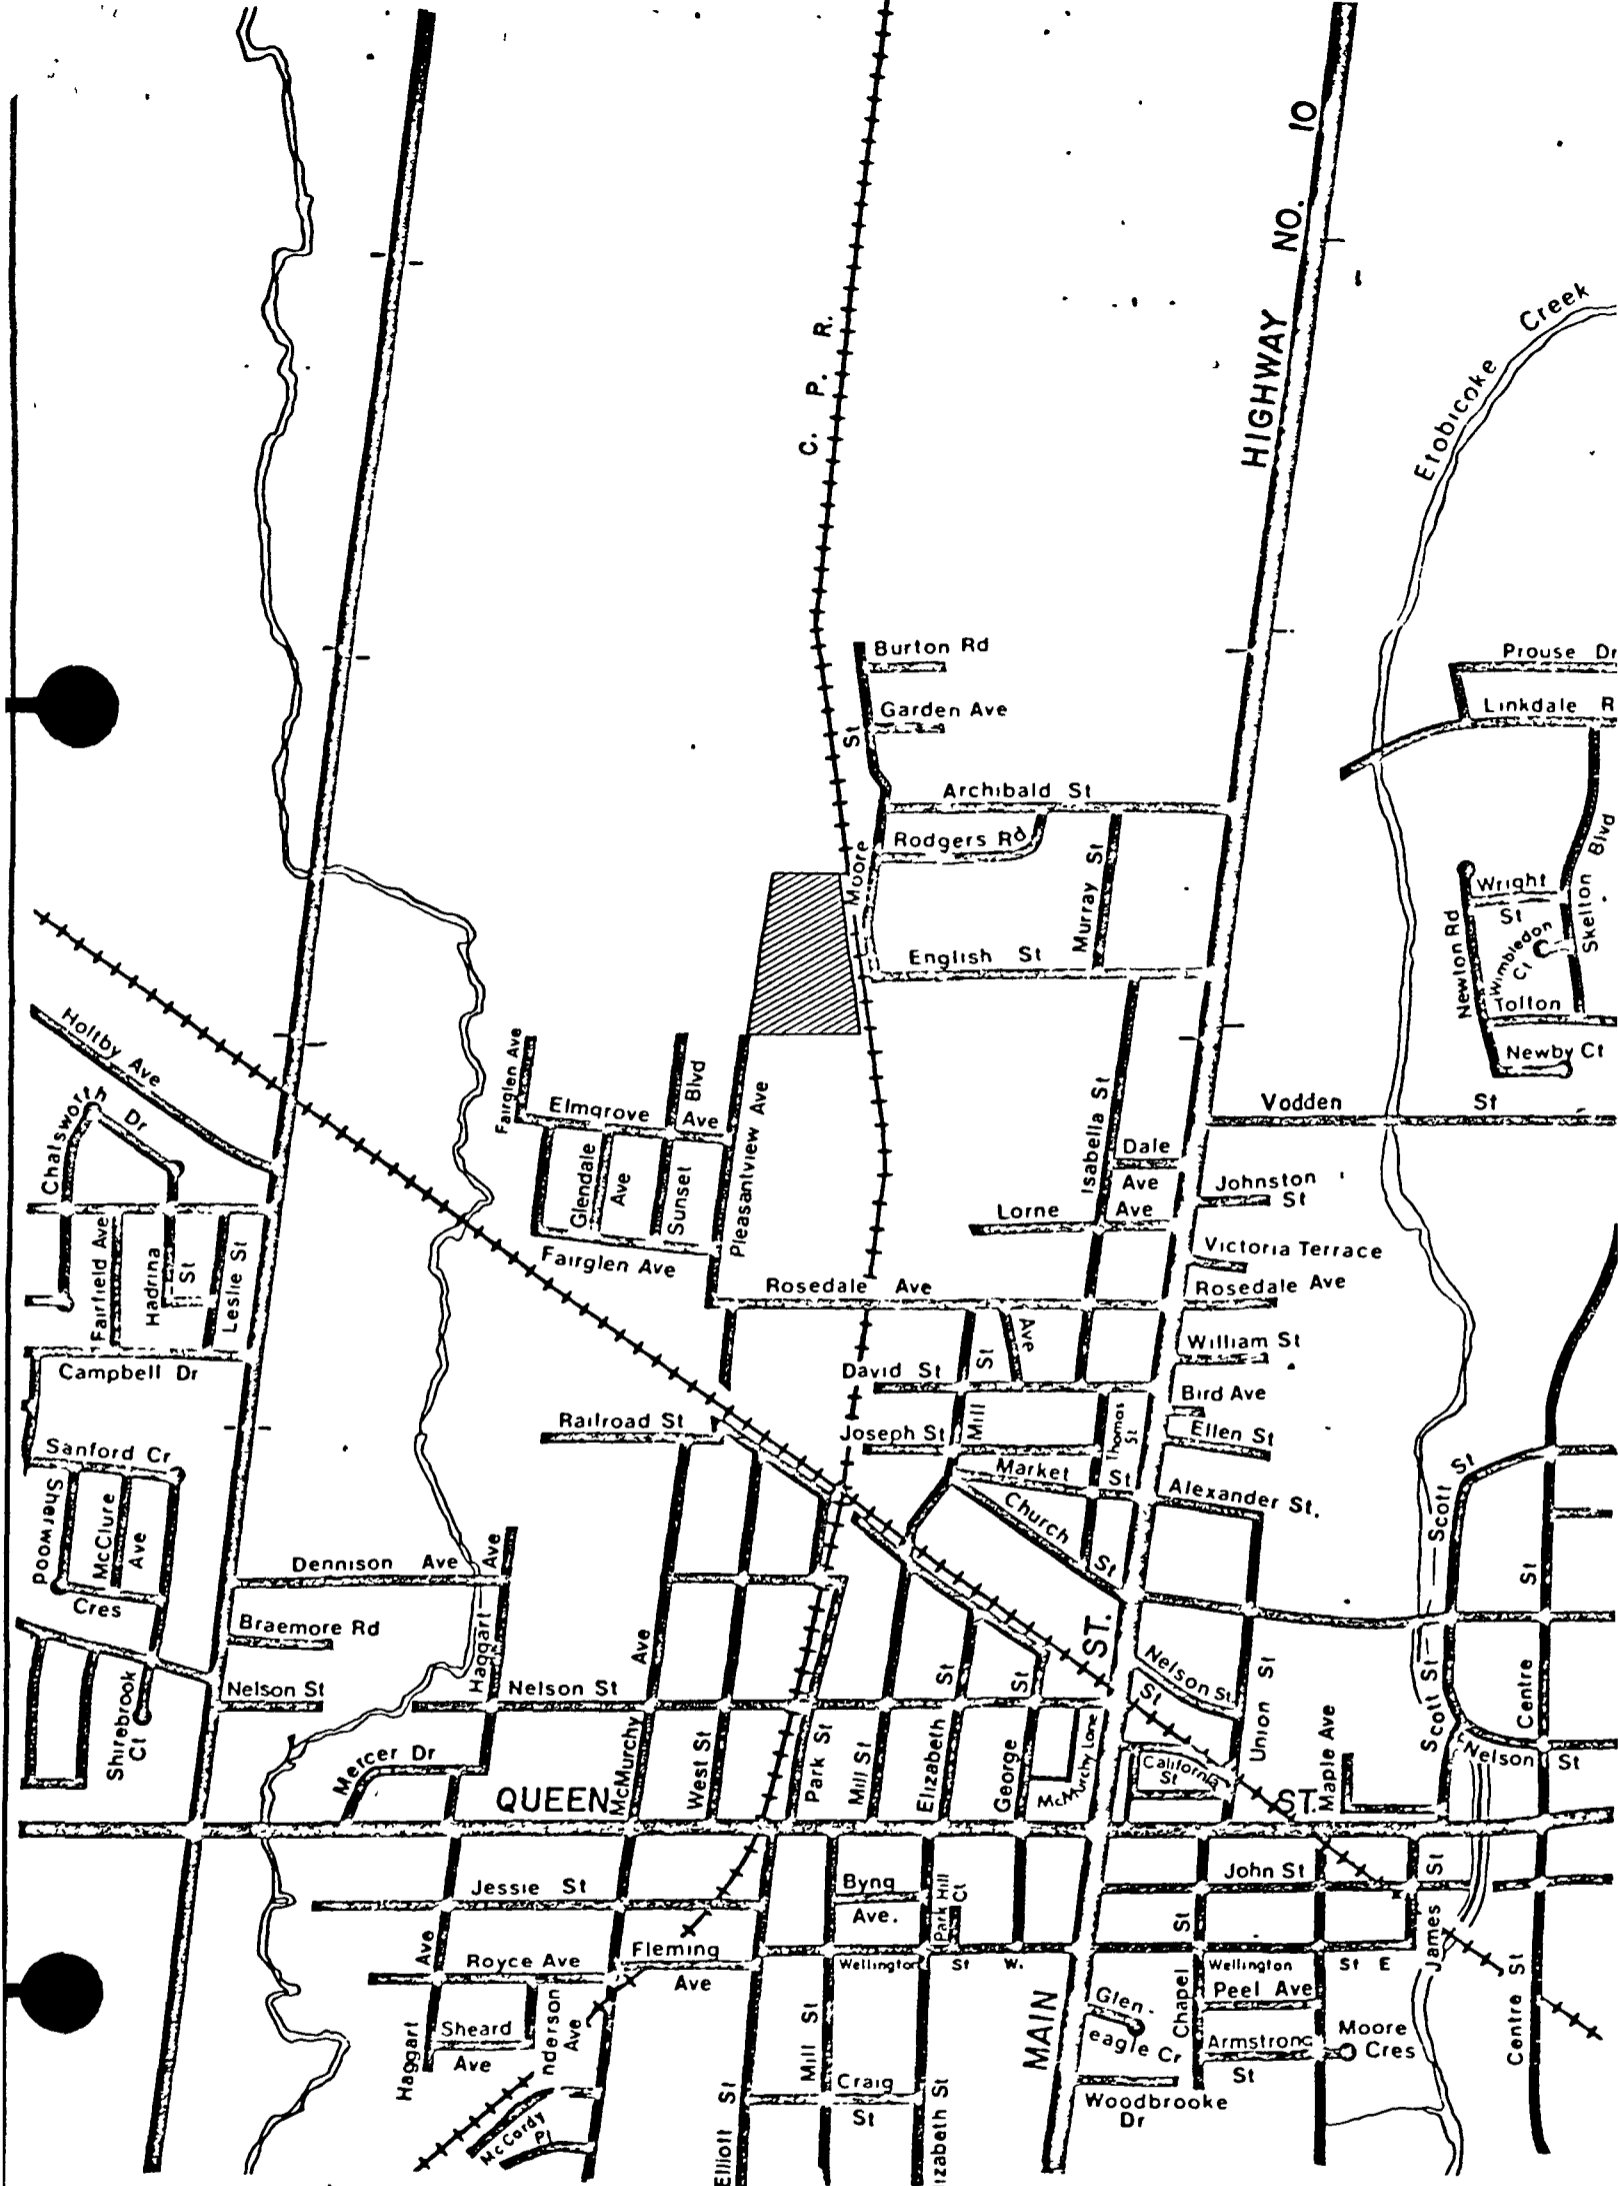 HIGHWAY NO. 10
C. P. R.
Etobicoke Creek
Burton Rd
Garden Ave
Moore St
Archibald St
Rodgers Rd
Murray St
English St
Prouse Dr
Linkdale R
Skelton Blvd
Wright St
Wimbledon Ct
Newton Rd
Tolton
Newby Ct
Vodden St
Holtby Ave
Chalsworth Dr
Fairglen Ave
Elmgrove Ave
Blvd
Sunset
Glendale Ave
Pleasantview Ave
Fairglen Ave
Isabella St
Dale Ave
Johnston St
Lorne Ave
Victoria Terrace
Rosedale Ave
Rosedale Ave
Fairfield Ave
Hadrina St
Leslie St
Campbell Dr
William St
David St
Mill St
Ave
Bird Ave
Railroad St
Joseph St
Thomas St
Ellen St
Market St
Alexander St.
Church St
Sanford Cr
Sherwood
McClure Ave
Cres
Dennison Ave
Haggart Ave
Braemore Rd
Nelson St
Nelson St
Shirebrook Ct
Mercer Dr
McMurchy Ave
West St
Park St
Mill St
Elizabeth St
George St
McMurchy Lane
Nelson St
St
California St
Union St
Maple Ave
Scott St
Scott St
Nelson St
Centre St
QUEEN ST.
MAIN ST.
Jessie St
Byng Ave.
Park Hill Ct
John St
James St
Haggart Ave
Royce Ave
Fleming Ave
Wellington St W.
Wellington St E
Sheard Ave
nderson Ave
McCordy Pl
Elliott St
Mill St
Craig St
izabeth St
Gleneagle Cr
Chapel St
Peel Ave
Armstrong St
Moore Cres
Woodbrooke Dr
Centre St